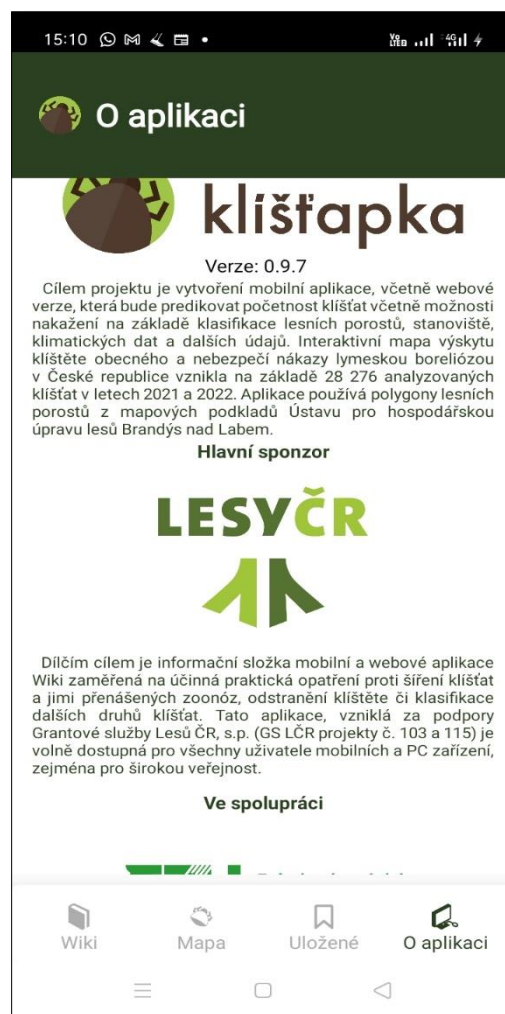 15:10
Vo LTE 4G
O aplikaci
klíšťapka
Verze: 0.9.7
Cílem projektu je vytvoření mobilní aplikace, včetně webové
verze, která bude predikovat početnost klíšťat včetně možnosti
nakažení na základě klasifikace lesních porostů, stanoviště,
klimatických dat a dalších údajů. Interaktivní mapa výskytu
klíštěte obecného a nebezpečí nákazy lymeskou boreliózou
v České republice vznikla na základě 28 276 analyzovaných
klíšťat v letech 2021 a 2022. Aplikace používá polygony lesních
porostů z mapových podkladů Ústavu pro hospodářskou
úpravu lesů Brandýs nad Labem.
Hlavní sponzor
LESY ČR
Dílčím cílem je informační složka mobilní a webové aplikace
Wiki zaměřená na účinná praktická opatření proti šíření klíšťat
a jimi přenášených zoonóz, odstranění klíštěte či klasifikace
dalších druhů klíšťat. Tato aplikace, vzniklá za podpory
Grantové služby Lesů ČR, s.p. (GS LČR projekty č. 103 a 115) je
volně dostupná pro všechny uživatele mobilních a PC zařízení,
zejména pro širokou veřejnost.
Ve spolupráci
Wiki Mapa Uložené O aplikaci